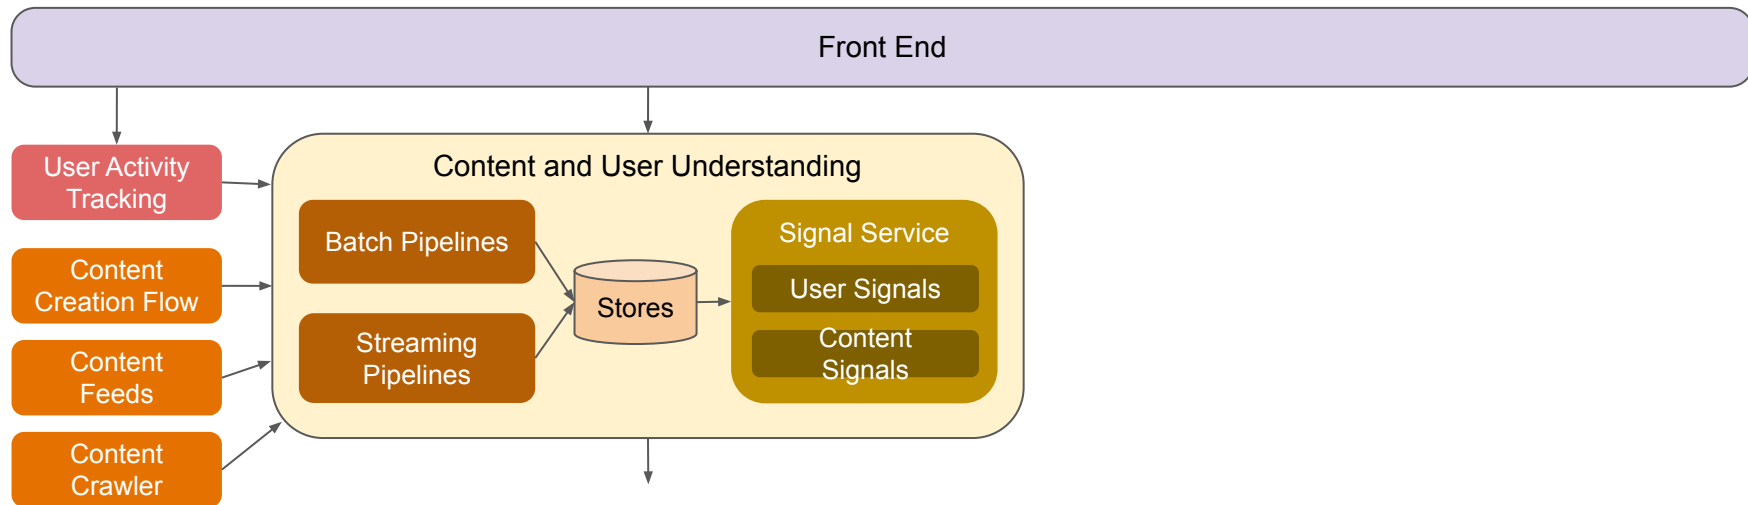 Front End
User Activity
Tracking
Content and User Understanding
Batch Pipelines
Signal Service
Content
Creation Flow
User Signals
Stores
Streaming
Pipelines
Content
Signals
Content
Feeds
Content
Crawler